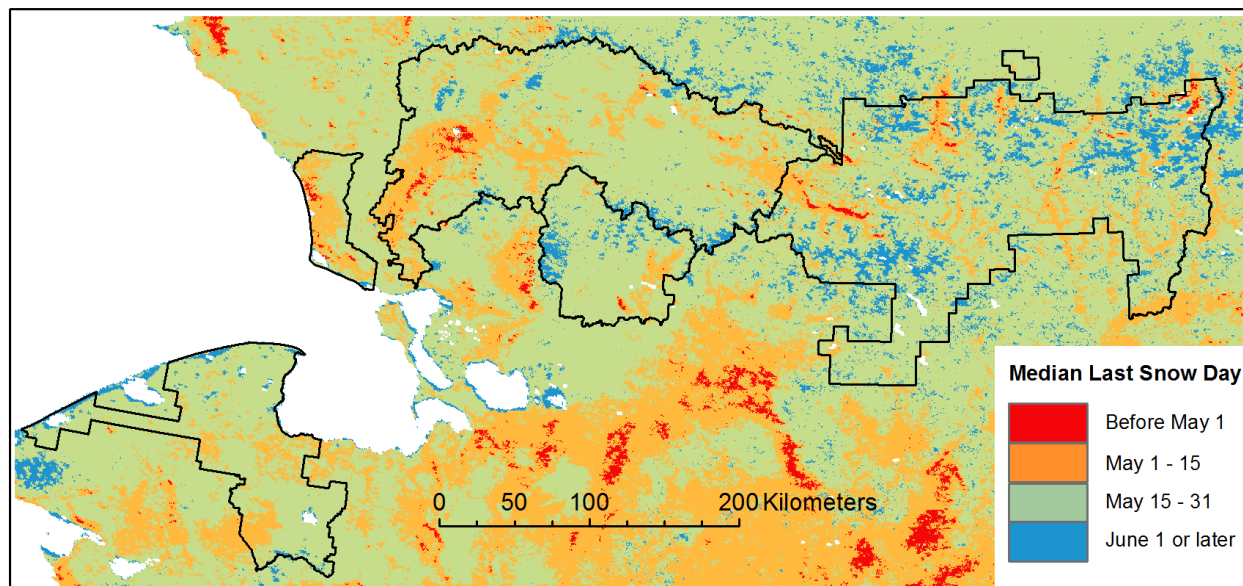 Median Last Snow Day
Before May 1
May 1 - 15
May 15 - 31
June 1 or later
0 50 100 200 Kilometers